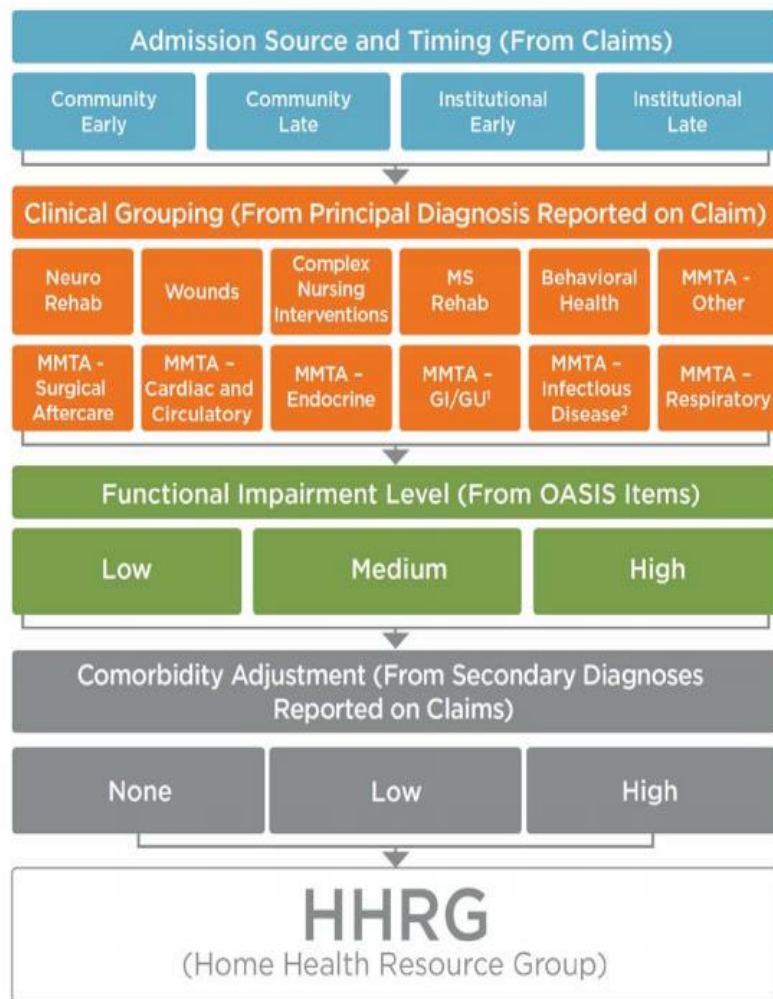 Admission Source and Timing (From Claims)
Community
Early
Community
Late
Institutional
Early
Institutional
Late
Clinical Grouping (From Principal Diagnosis Reported on Claim)
Neuro
Rehab
Wounds
Complex
Nursing
Interventions
MS
Rehab
Behavioral
Health
MMTA -
Other
MMTA -
Surgical
Aftercare
MMTA –
Cardiac and
Circulatory
MMTA –
Endocrine
MMTA –
GI/GU¹
MMTA –
Infectious
Disease²
MMTA –
Respiratory
Functional Impairment Level (From OASIS Items)
Low
Medium
High
Comorbidity Adjustment (From Secondary Diagnoses
Reported on Claims)
None
Low
High
HHRG
(Home Health Resource Group)